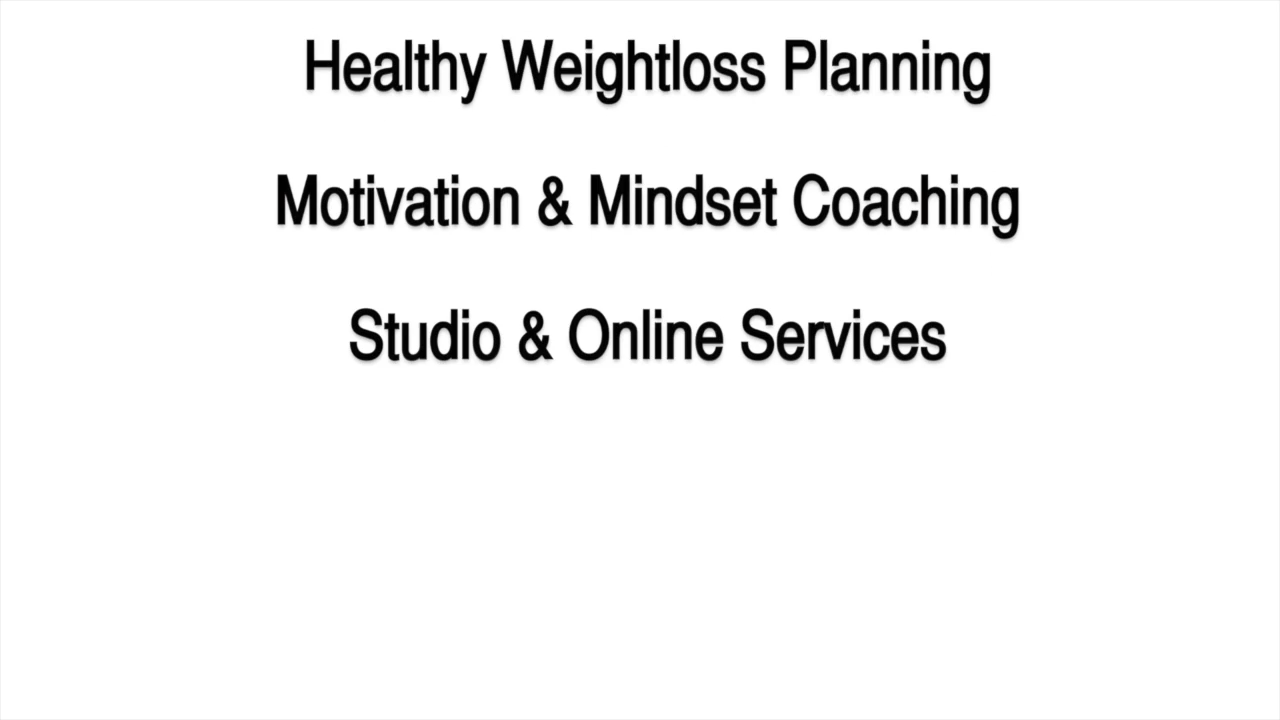 Healthy Weightloss Planning
Motivation & Mindset Coaching
Studio & Online Services